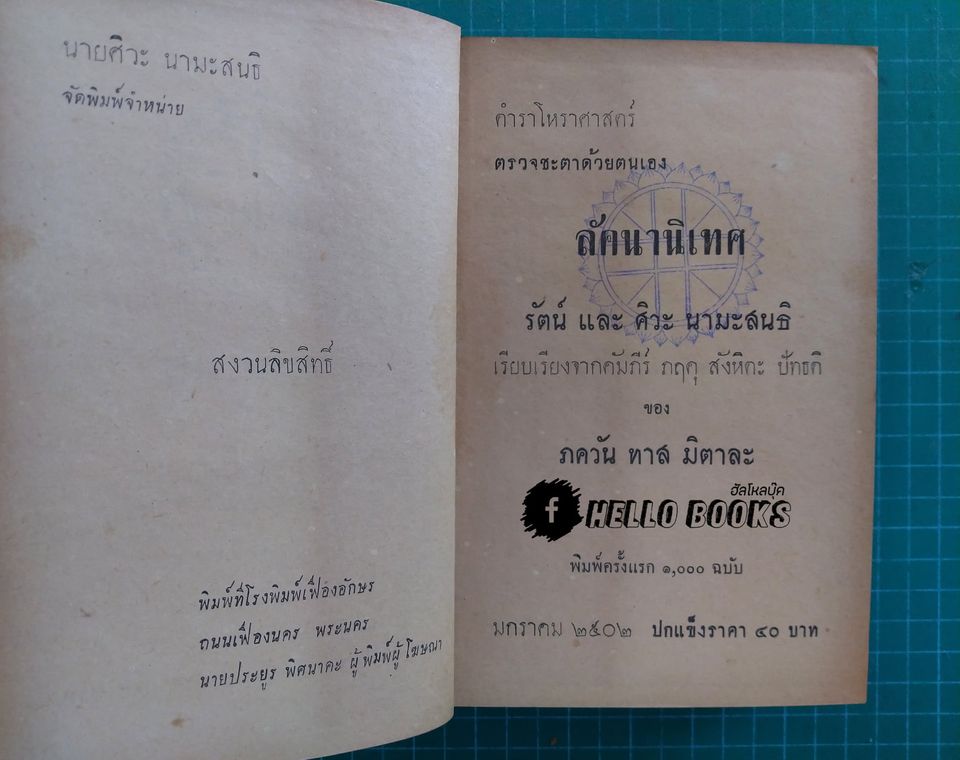 นายศิวะ นามะสนธิ
จัดพิมพ์จำหน่าย
สงวนลิขสิทธิ์
พิมพ์ที่โรงพิมพ์เฟื่องอักษร
ถนนเฟื่องนคร พระนคร
นายประยูร พิศนาคะ ผู้พิมพ์ผู้โฆษณา
ตำราโหราศาสตร์
ตรวจชะตาด้วยตนเอง
ลัคนานิเทศ
รัตน์ และ ศิวะ นามะสนธิ
เรียบเรียงจากคัมภีร์ ภฤคุ สังหิตะ ปัทธติ
ของ
ภควัน ทาส มิตาละ
ฮัลโหลบุ๊ค
f HELLO BOOKS
พิมพ์ครั้งแรก ๑,๐๐๐ ฉบับ
มกราคม ๒๕๐๒ ปกแข็งราคา ๔๐ บาท